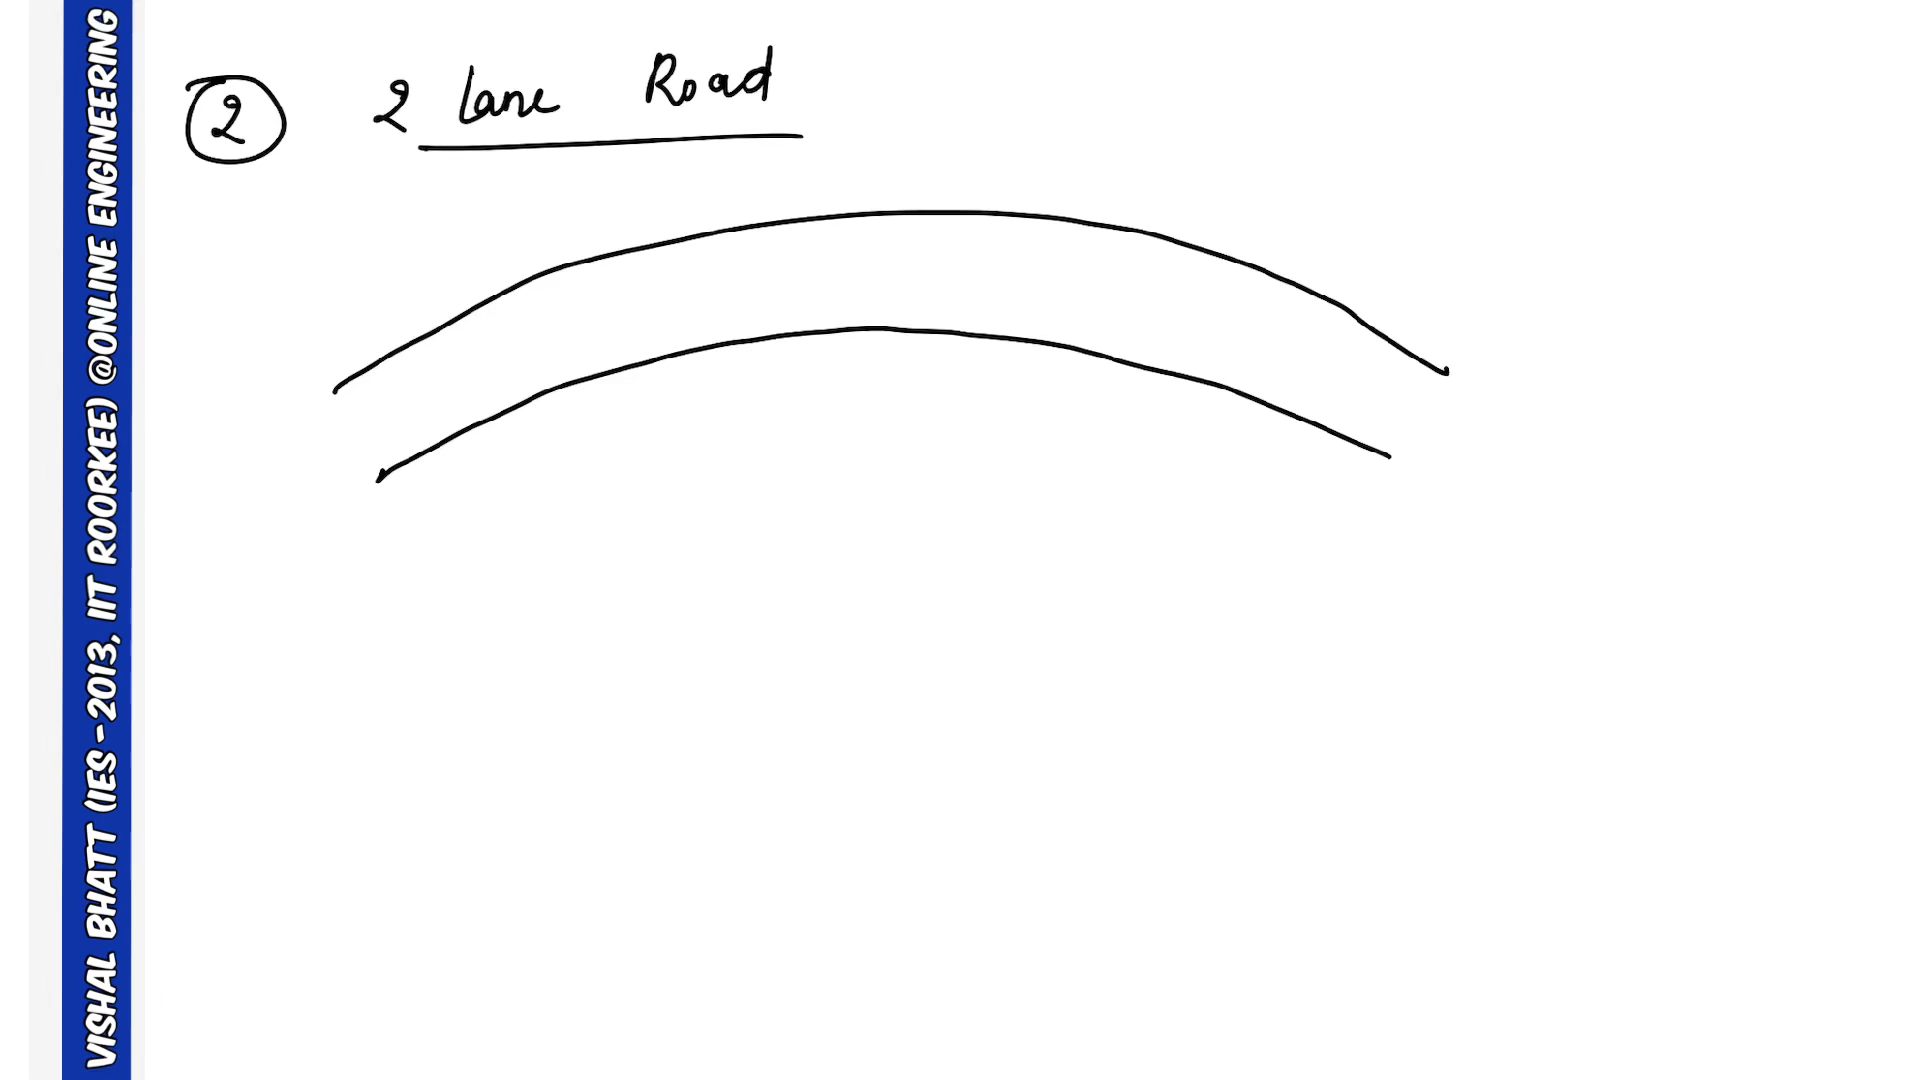 ② 2 Lane Road
VISHAL BHATT (IES-2013, IIT ROORKEE) @ONLINE ENGINEERING